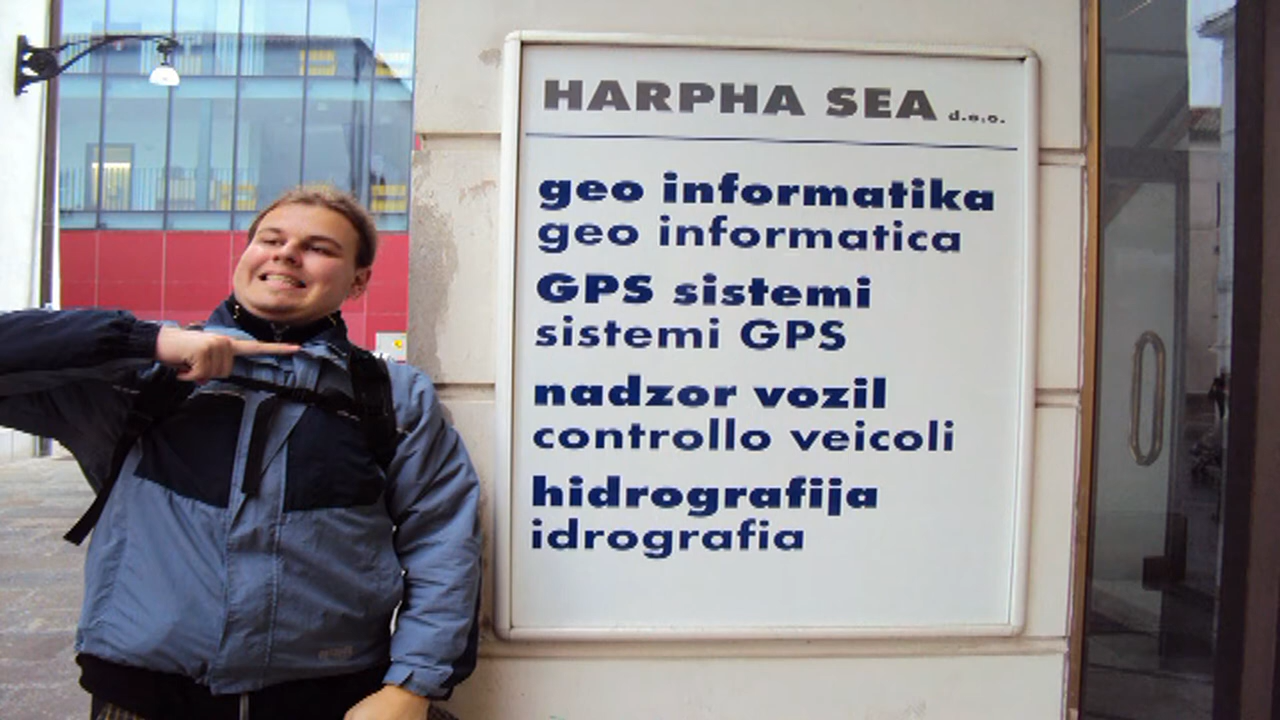 HARPHA SEA d.o.o.
geo informatika
geo informatica
GPS sistemi
sistemi GPS
nadzor vozil
controllo veicoli
hidrografija
idrografia